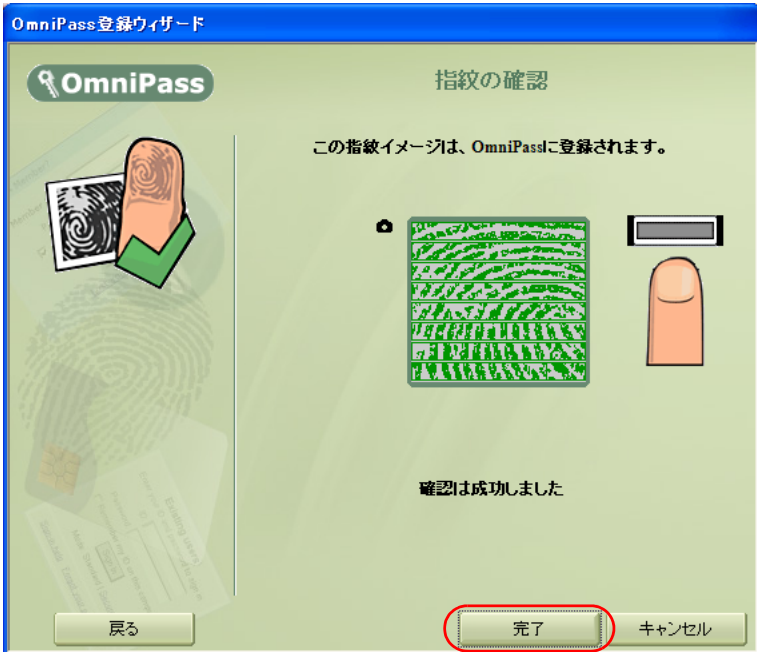 OmniPass登録ウィザード
OmniPass
指紋の確認
この指紋イメージは、OmniPassに登録されます。
確認は成功しました
Existing users
戻る
完了
キャンセル